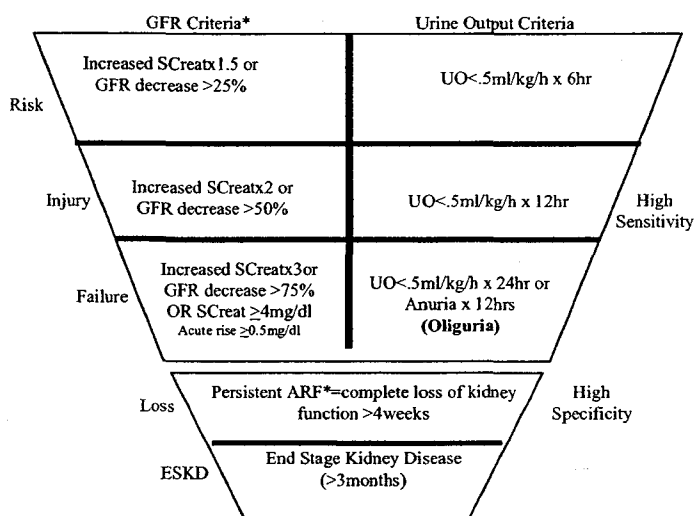 GFR Criteria*
Urine Output Criteria
Increased SCreatx1.5 or
GFR decrease >25%
UO<.5ml/kg/h x 6hr
Risk
Increased SCreatx2 or
GFR decrease >50%
UO<.5ml/kg/h x 12hr
Injury
High
Sensitivity
Increased SCreatx3or
GFR decrease >75%
OR SCreat ≥4mg/dl
Acute rise ≥0.5mg/dl
UO<.5ml/kg/h x 24hr or
Anuria x 12hrs
(Oliguria)
Failure
Persistent ARF*=complete loss of kidney
function >4weeks
Loss
High
Specificity
End Stage Kidney Disease
(>3months)
ESKD